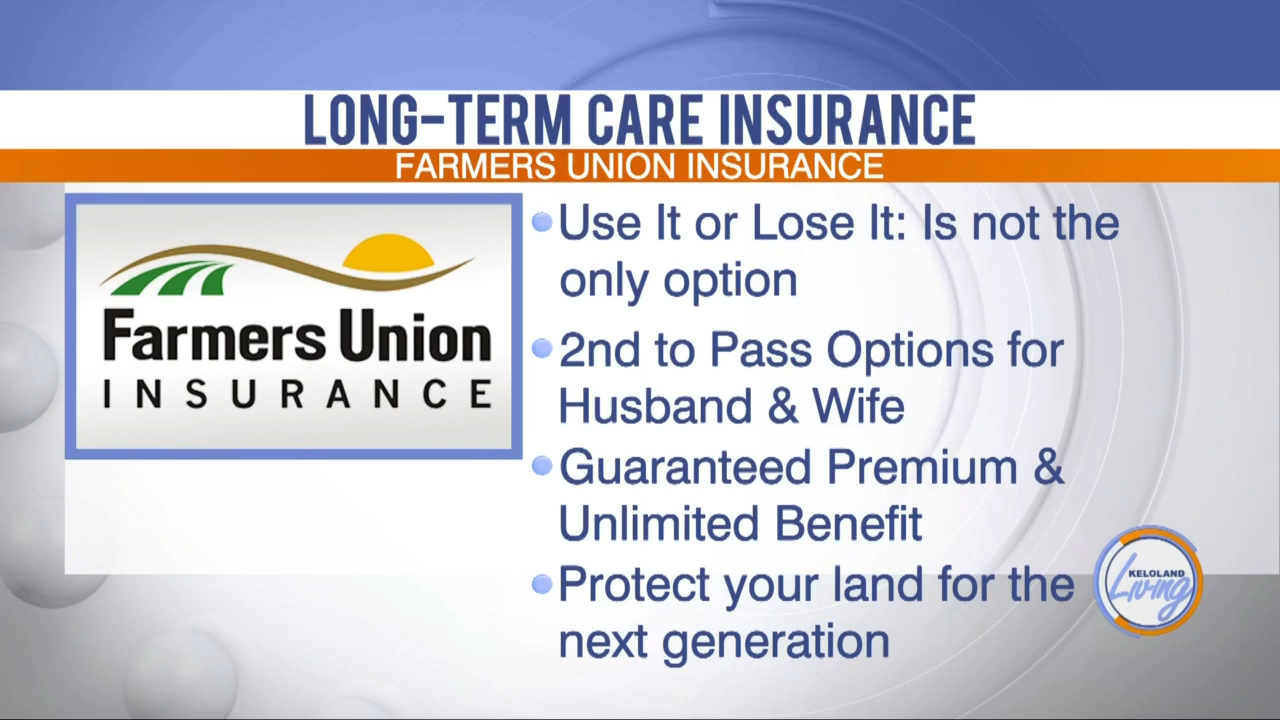 LONG-TERM CARE INSURANCE
FARMERS UNION INSURANCE
Farmers Union
INSURANCE
Use It or Lose It: Is not the
only option
2nd to Pass Options for
Husband & Wife
Guaranteed Premium &
Unlimited Benefit
Protect your land for the
next generation
KELOLAND
Living